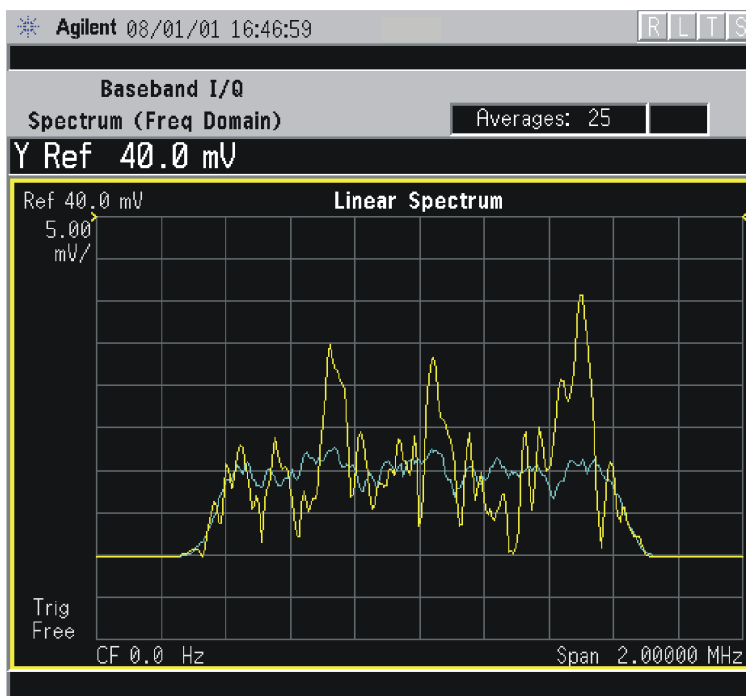 Agilent 08/01/01 16:46:59 R L T S
Baseband I/Q
Spectrum (Freq Domain)
Averages: 25
Y Ref 40.0 mV
Ref 40.0 mV
Linear Spectrum
5.00
mV/
Trig
Free
CF 0.0 Hz
Span 2.00000 MHz